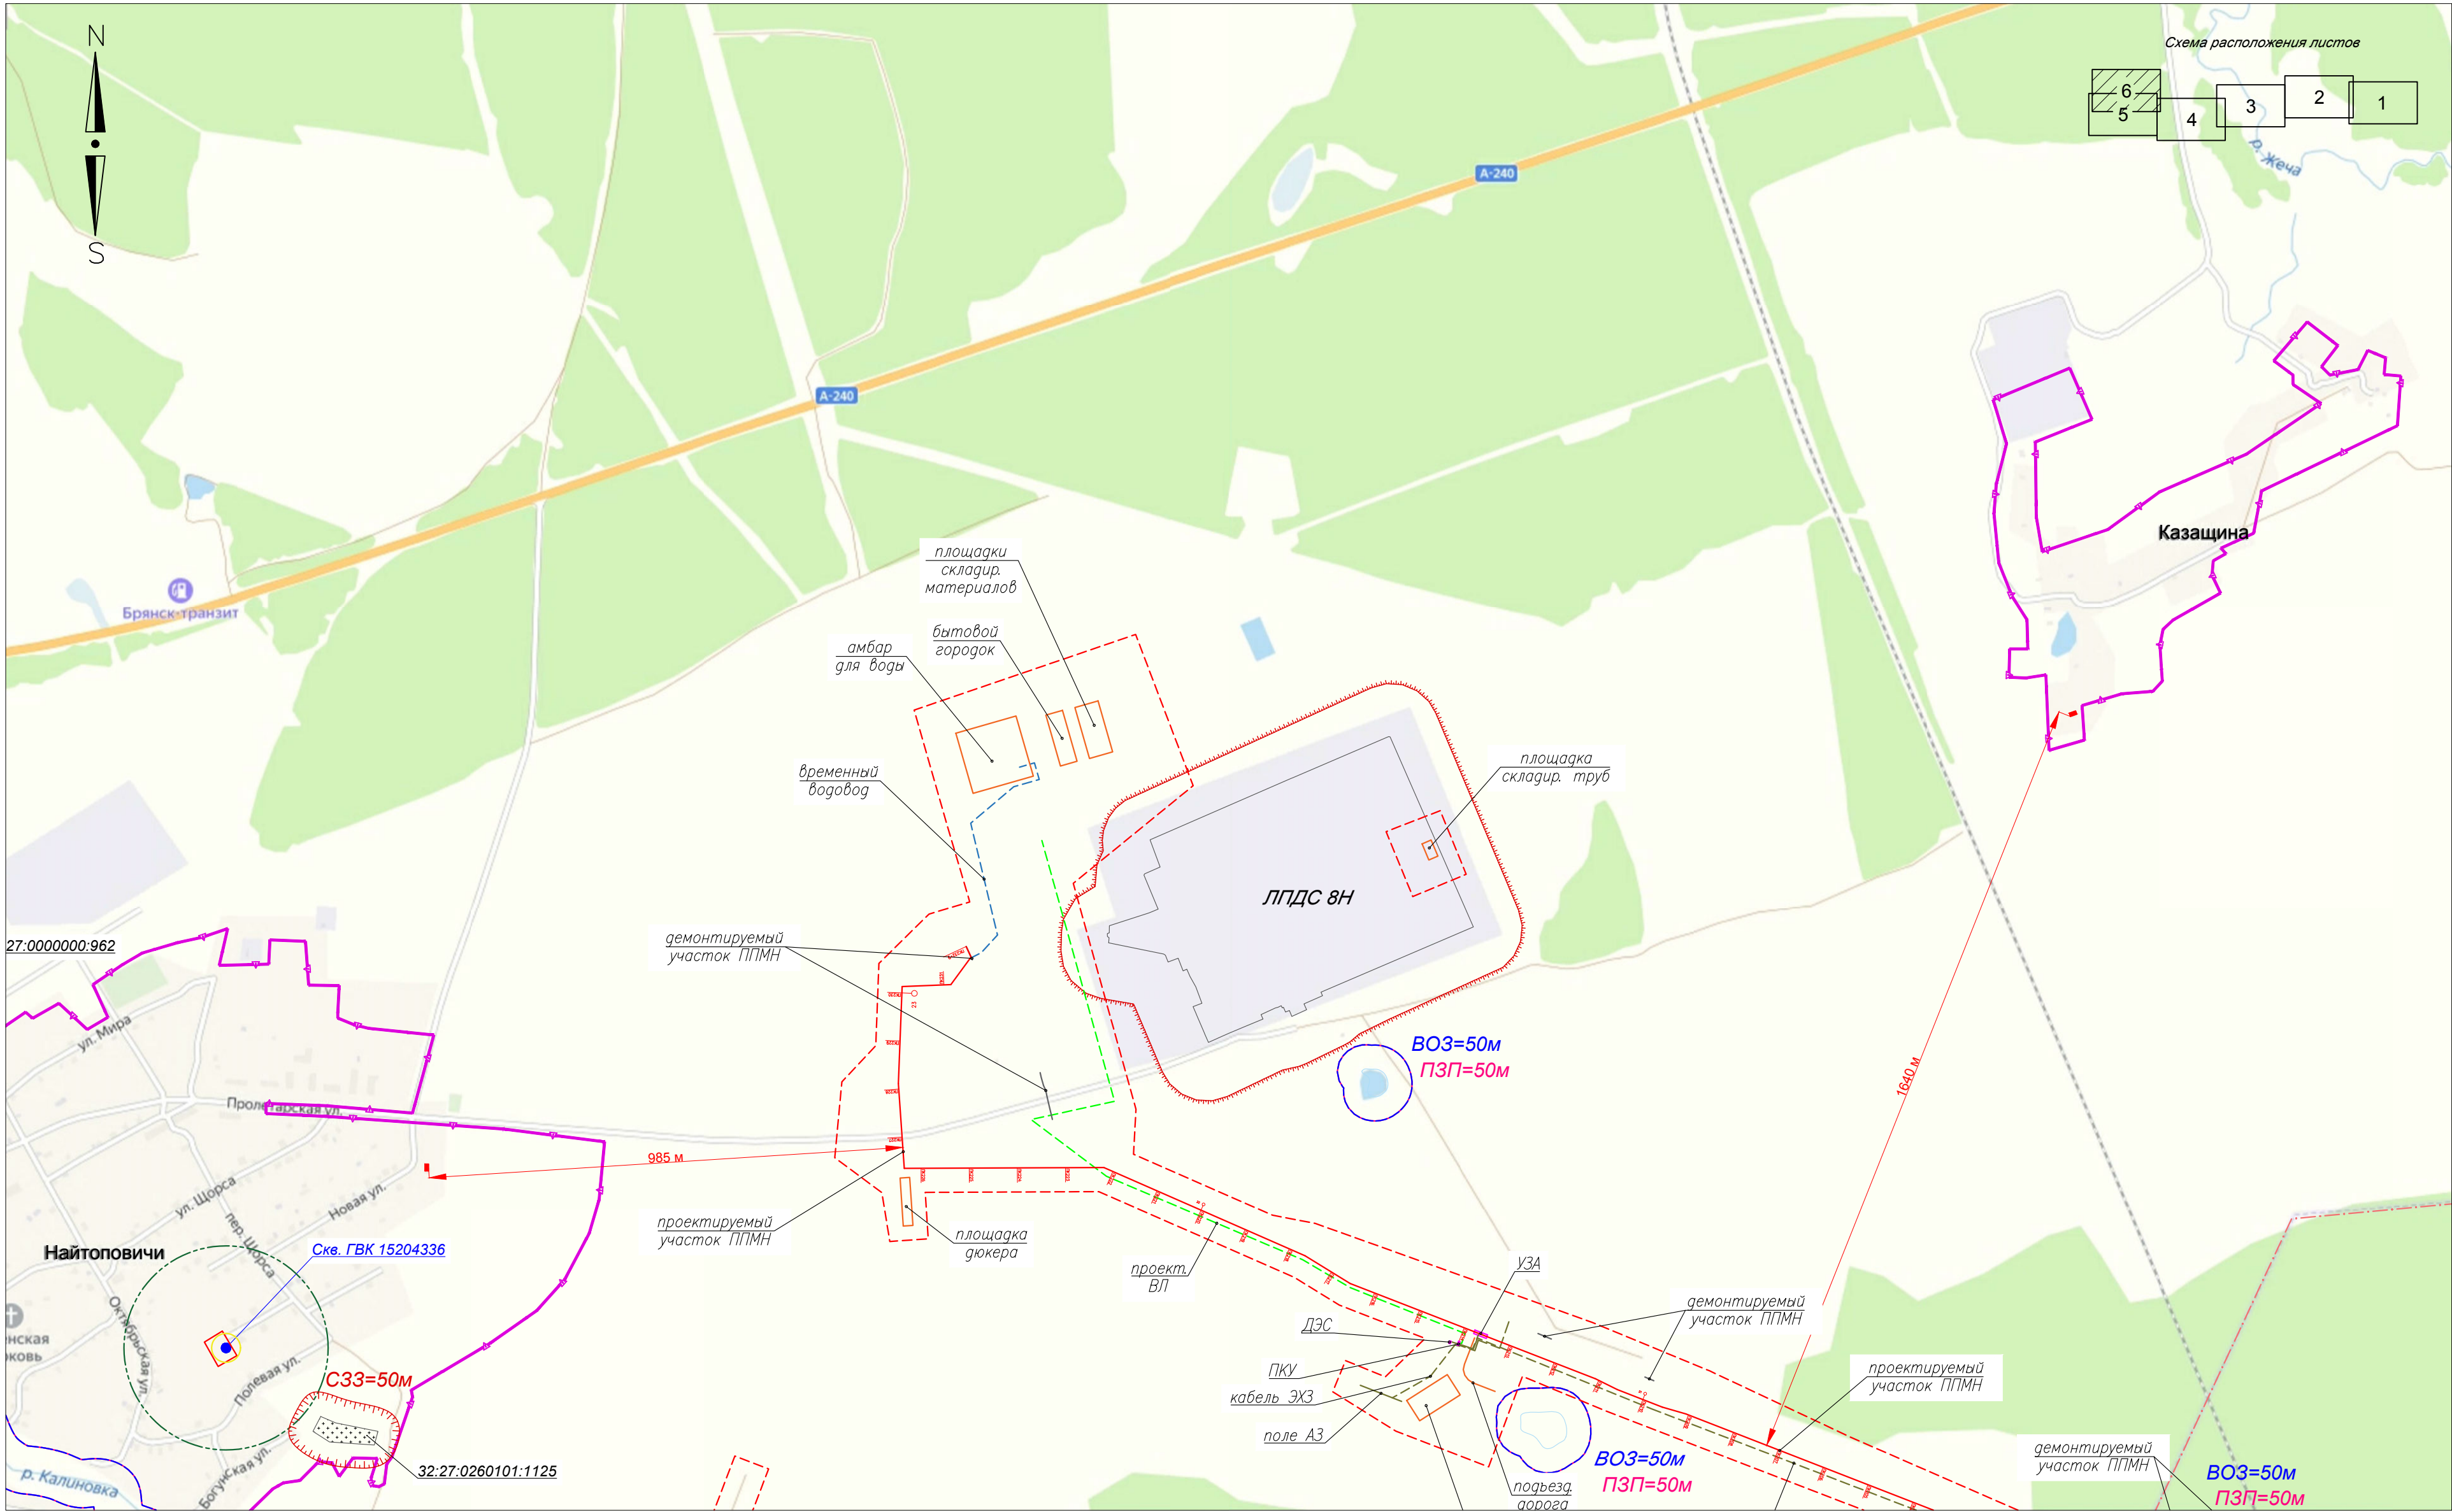 N
S
Схема расположения листов
6
5
4
3
2
1
р. Жеча
А-240
А-240
Казащина
Брянск-транзит
площадки
складир.
материалов
бытовой
городок
амбар
для воды
временный
водовод
площадка
складир. труб
ЛПДС 8Н
демонтируемый
участок ППМН
27:0000000:962
ул. Мира
Пролетарская ул.
ВОЗ=50м
ПЗП=50м
1640 м
985 м
23
ул. Щорса
Новая ул.
пер. Щорса
проектируемый
участок ППМН
площадка
дюкера
Найтоповичи
Скв. ГВК 15204336
проект.
ВЛ
УЗА
ДЭС
ПКУ
кабель ЭХЗ
поле АЗ
демонтируемый
участок ППМН
проектируемый
участок ППМН
Октябрьская ул.
Полевая ул.
СЗЗ=50м
32:27:0260101:1125
Богунская ул.
р. Калиновка
енская
ковь
ВОЗ=50м
ПЗП=50м
подъезд.
дорога
демонтируемый
участок ППМН
ВОЗ=50м
ПЗП=50м